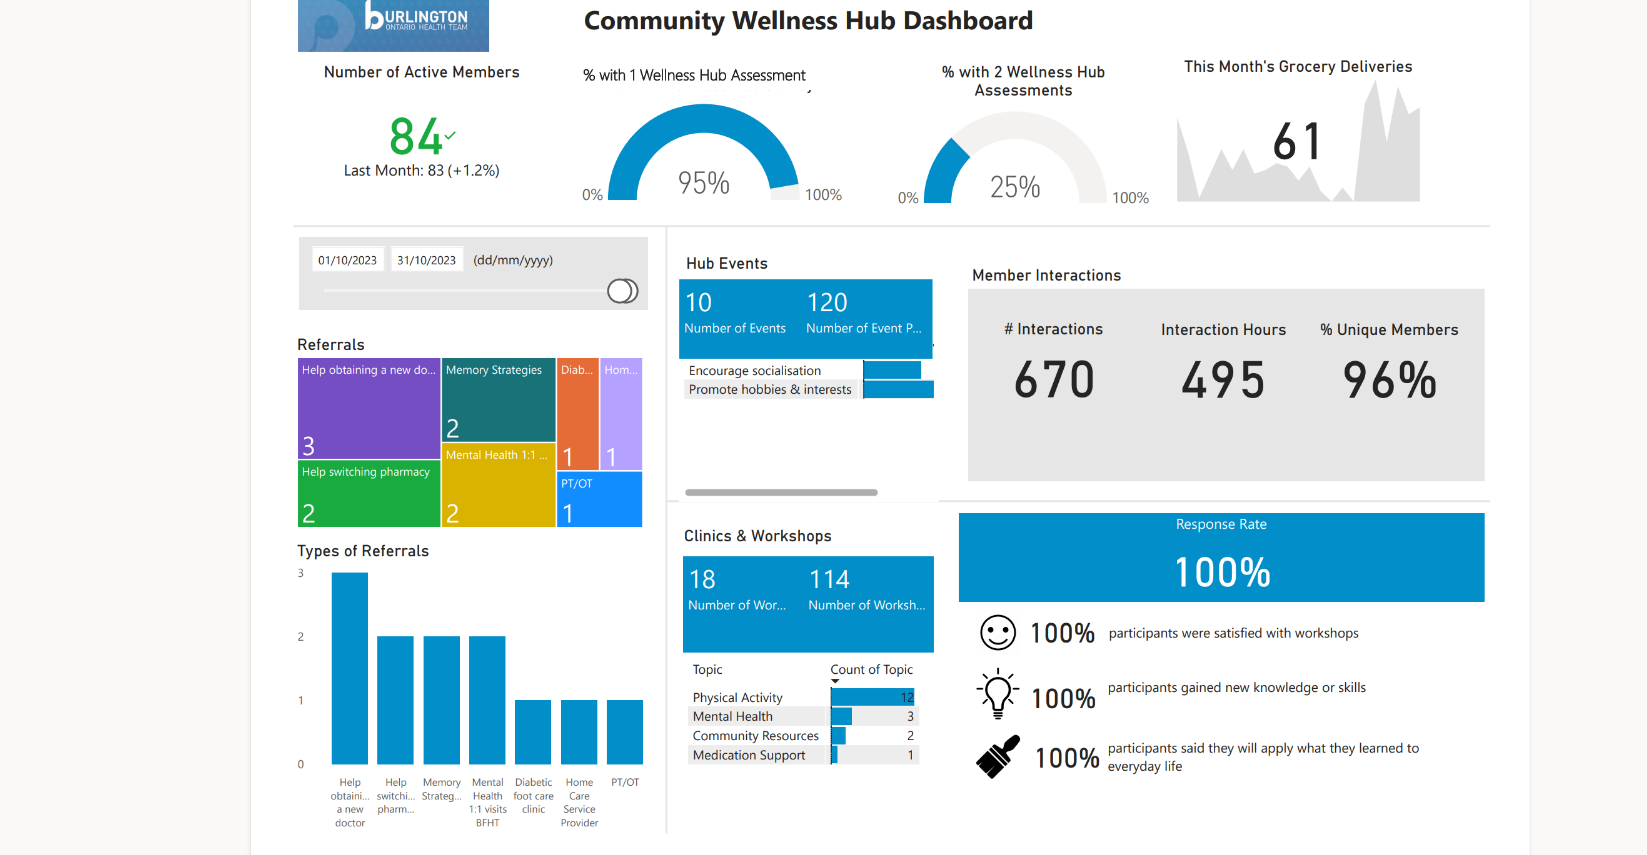 BURLINGTON
ONTARIO HEALTH TEAM
Community Wellness Hub Dashboard
Number of Active Members
84
Last Month: 83 (+1.2%)
% with 1 Wellness Hub Assessment
95%
0%
100%
% with 2 Wellness Hub
Assessments
25%
0%
100%
This Month's Grocery Deliveries
61
01/10/2023
31/10/2023
(dd/mm/yyyy)
Referrals
Help obtaining a new do...
3
Help switching pharmacy
2
Memory Strategies
2
Mental Health 1:1 ...
2
Diab...
1
Hom...
1
PT/OT
1
Types of Referrals
3
2
1
0
Help
obtaini...
a new
doctor
Help
switchi...
pharm...
Memory
Strateg...
Mental
Health
1:1 visits
BFHT
Diabetic
foot care
clinic
Home
Care
Service
Provider
PT/OT
Hub Events
10
Number of Events
120
Number of Event P...
Encourage socialisation
Promote hobbies & interests
Member Interactions
# Interactions
670
Interaction Hours
495
% Unique Members
96%
Clinics & Workshops
18
Number of Wor...
114
Number of Worksh...
Topic Count of Topic
Physical Activity 12
Mental Health 3
Community Resources 2
Medication Support 1
Response Rate
100%
100% participants were satisfied with workshops
100% participants gained new knowledge or skills
100% participants said they will apply what they learned to
everyday life